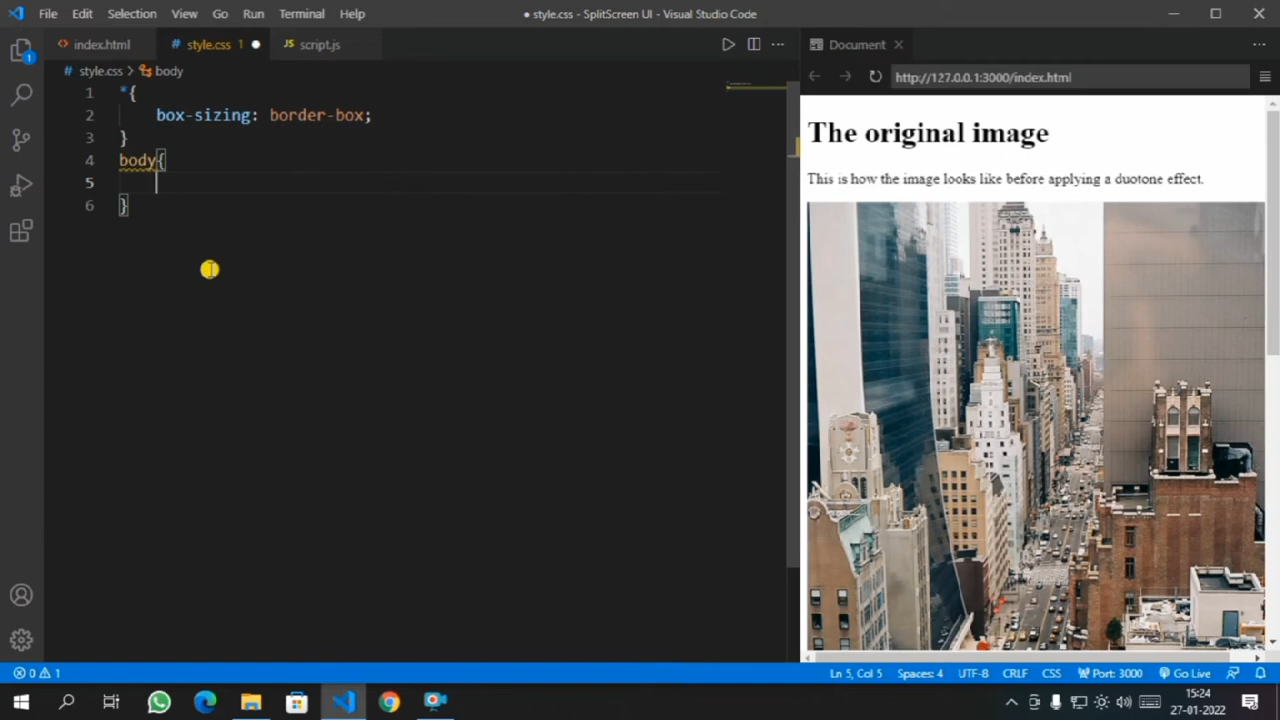 File Edit Selection View Go Run Terminal Help
● style.css - SplitScreen UI - Visual Studio Code
index.html
# style.css 1 ●
JS script.js
Document
# style.css > body
http://127.0.0.1:3000/index.html
1 *{
2 box-sizing: border-box;
3 }
4 body{
5
6 }
The original image
This is how the image looks like before applying a duotone effect.
1
0 1
Ln 5, Col 5 Spaces: 4 UTF-8 CRLF CSS Port: 3000 Go Live
15:24
27-01-2022